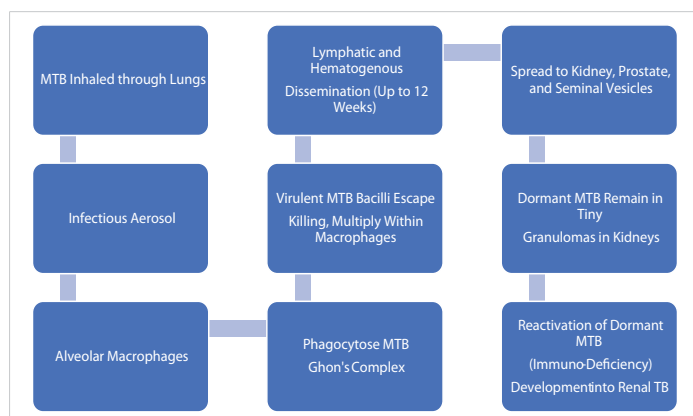 MTB Inhaled through Lungs
Infectious Aerosol
Alveolar Macrophages
Phagocytose MTB
Ghon's Complex
Virulent MTB Bacilli Escape
Killing, Multiply Within
Macrophages
Lymphatic and
Hematogenous
Dissemination (Up to 12
Weeks)
Spread to Kidney, Prostate,
and Seminal Vesicles
Dormant MTB Remain in
Tiny
Granulomas in Kidneys
Reactivation of Dormant
MTB
(Immuno-Deficiency)
Developmentinto Renal TB